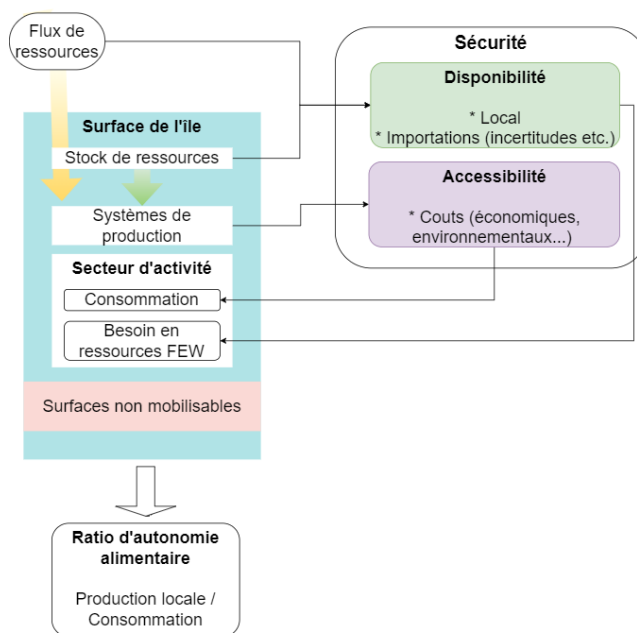 Flux de
ressources
Surface de l'île
Stock de ressources
Systèmes de
production
Secteur d'activité
Consommation
Besoin en
ressources FEW
Surfaces non mobilisables
Ratio d'autonomie
alimentaire
Production locale /
Consommation
Sécurité
Disponibilité
* Local
* Importations (incertitudes etc.)
Accessibilité
* Couts (économiques,
environnementaux...)